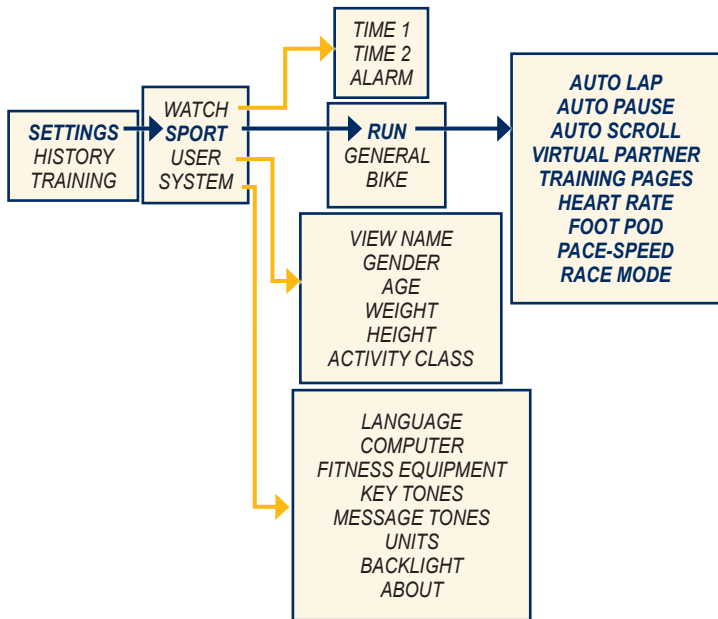 SETTINGS
HISTORY
TRAINING
WATCH
SPORT
USER
SYSTEM
TIME 1
TIME 2
ALARM
RUN
GENERAL
BIKE
AUTO LAP
AUTO PAUSE
AUTO SCROLL
VIRTUAL PARTNER
TRAINING PAGES
HEART RATE
FOOT POD
PACE-SPEED
RACE MODE
VIEW NAME
GENDER
AGE
WEIGHT
HEIGHT
ACTIVITY CLASS
LANGUAGE
COMPUTER
FITNESS EQUIPMENT
KEY TONES
MESSAGE TONES
UNITS
BACKLIGHT
ABOUT